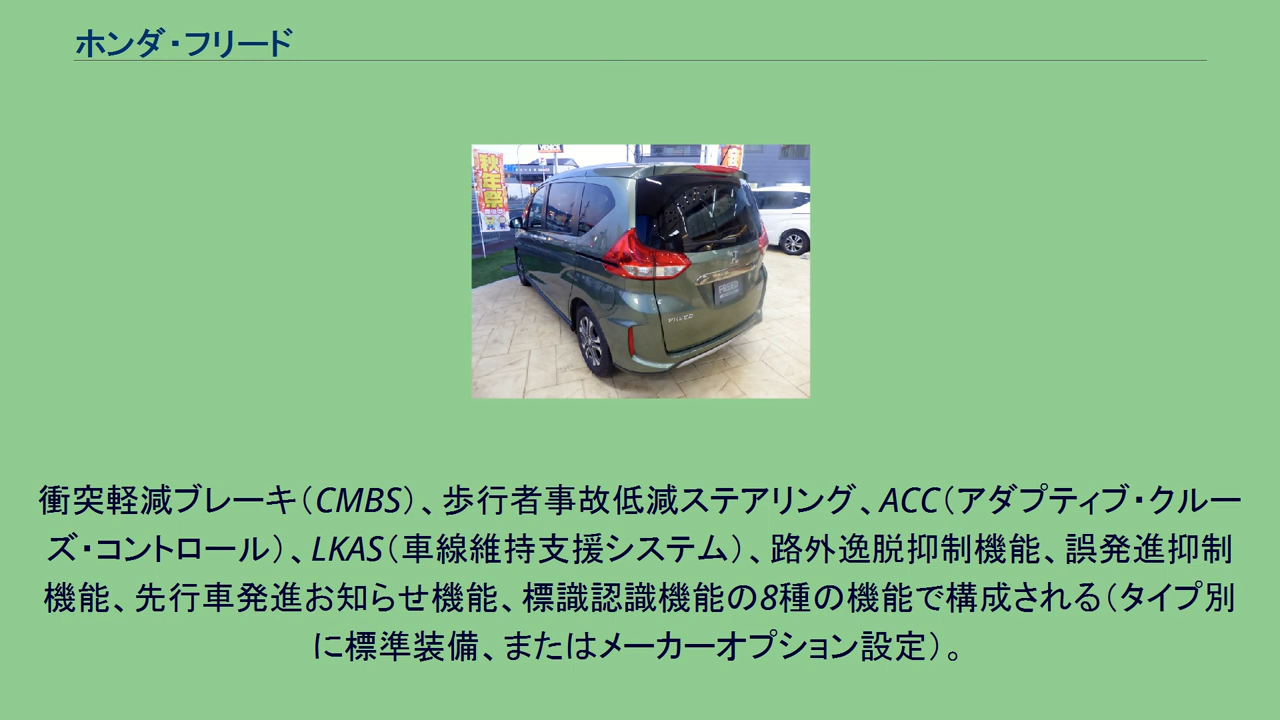 ホンダ・フリード
秋年祭
FREED
FREED
衝突軽減ブレーキ（CMBS）、歩行者事故低減ステアリング、ACC（アダプティブ・クルー
ズ・コントロール）、LKAS（車線維持支援システム）、路外逸脱抑制機能、誤発進抑制
機能、先行車発進お知らせ機能、標識認識機能の8種の機能で構成される（タイプ別
に標準装備、またはメーカーオプション設定）。